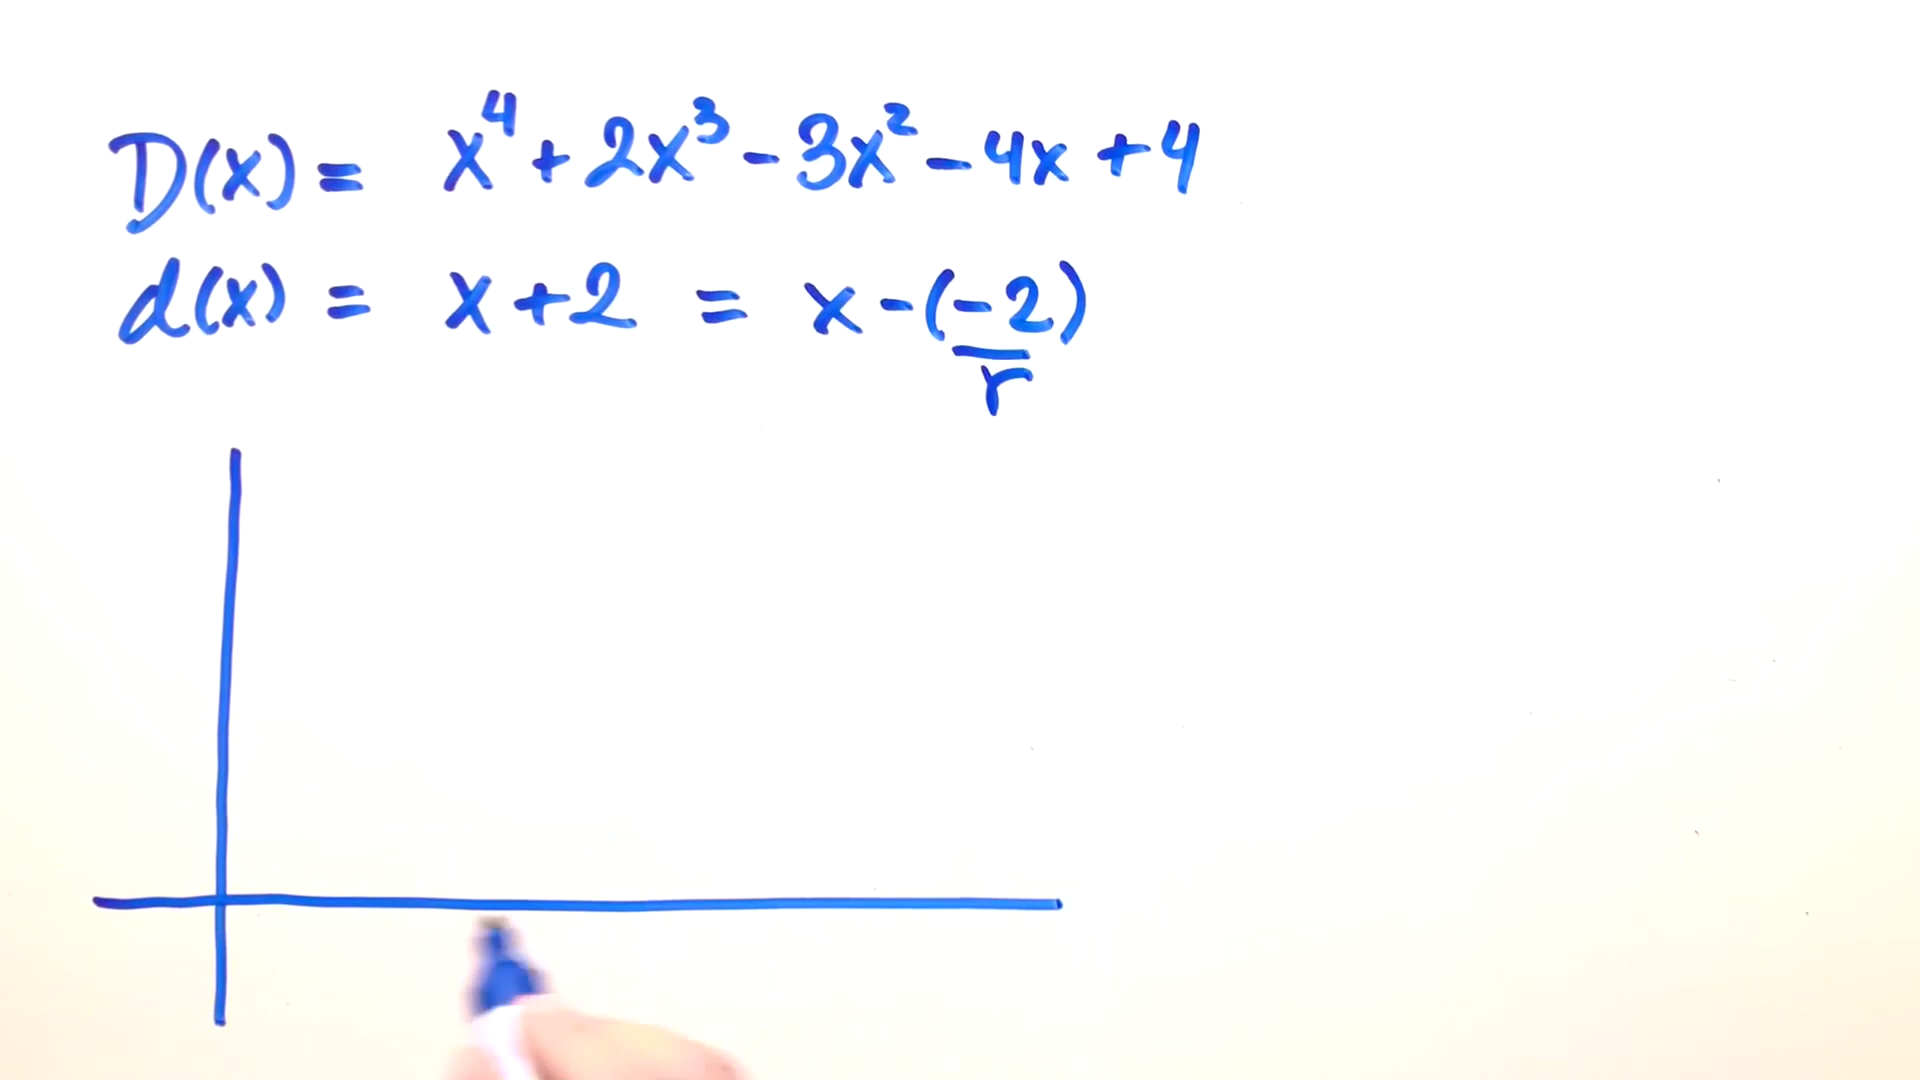 D(x) = x⁴ + 2x³ - 3x² - 4x + 4
d(x) = x + 2 = x - (-2)
r